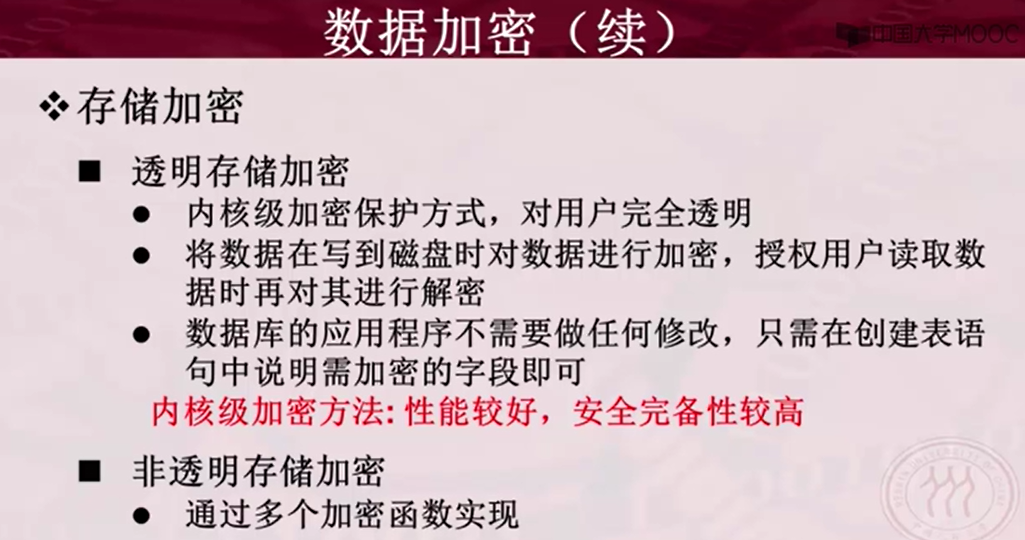 数据加密（续）
中国大学MOOC
❖存储加密
■ 透明存储加密
● 内核级加密保护方式，对用户完全透明
● 将数据在写到磁盘时对数据进行加密，授权用户读取数
据时再对其进行解密
● 数据库的应用程序不需要做任何修改，只需在创建表语
句中说明需加密的字段即可
内核级加密方法: 性能较好，安全完备性较高
■ 非透明存储加密
● 通过多个加密函数实现